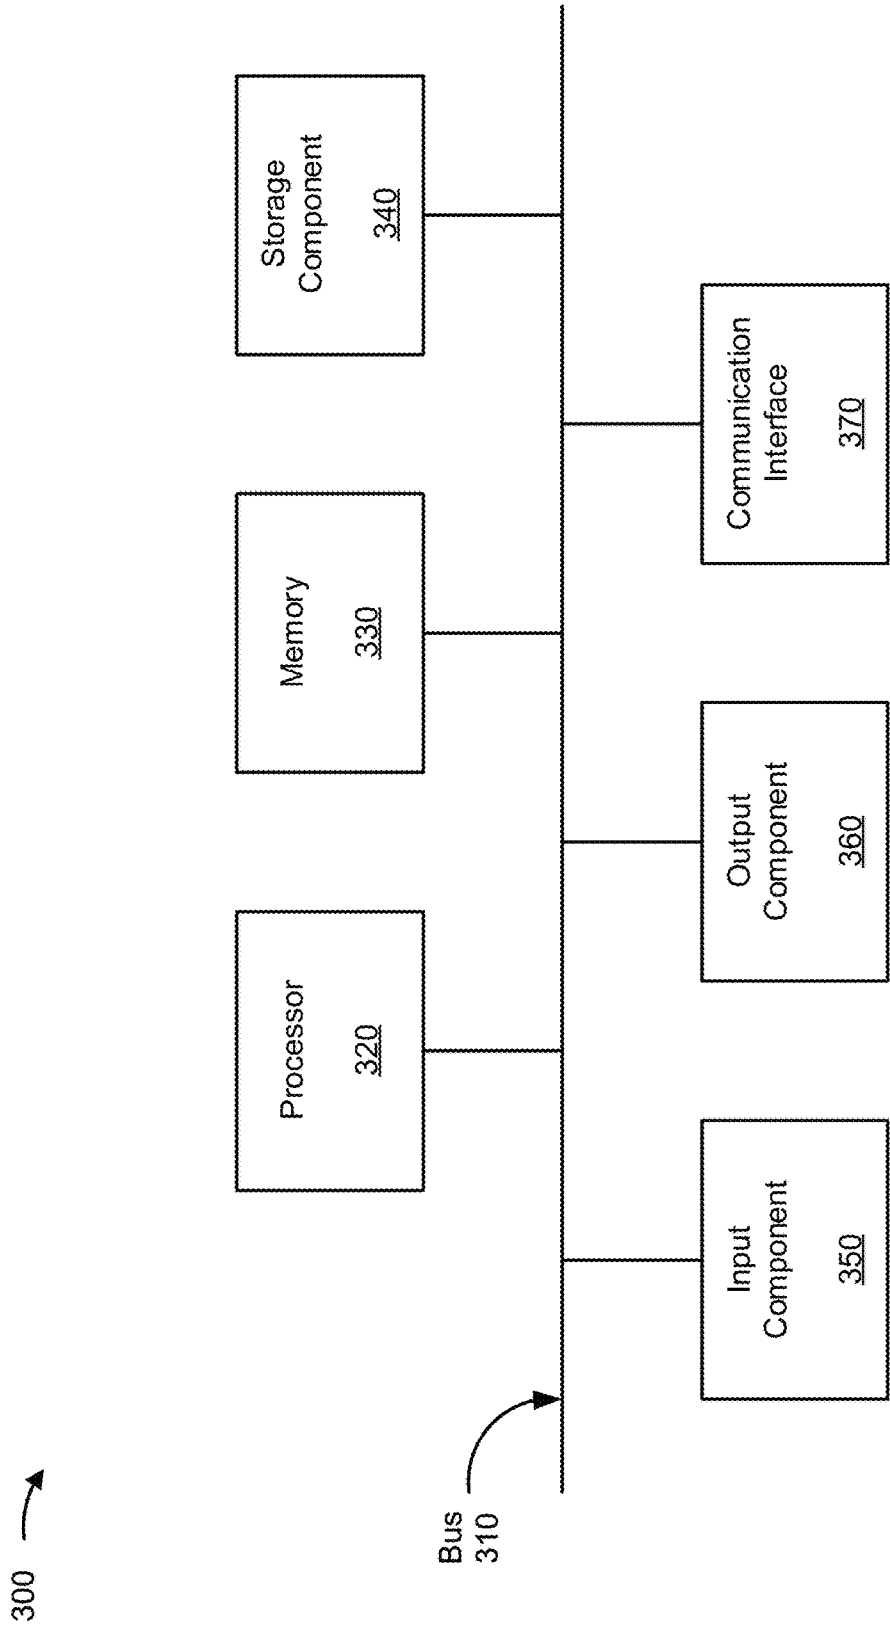 300
Processor
320
Memory
330
Storage
Component
340
Bus
310
Input
Component
350
Output
Component
360
Communication
Interface
370